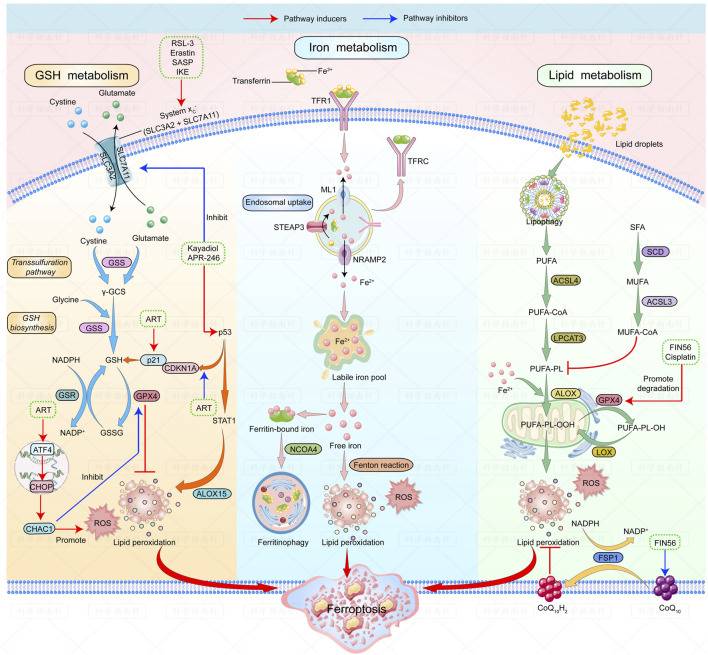 Pathway inducers
Pathway inhibitors
GSH metabolism
RSL-3
Erastin
SASP
IKE
Iron metabolism
Lipid metabolism
Cystine
Glutamate
System xc-
(SLC3A2 + SLC7A11)
SLC7A11
SLC3A2
Transferrin
Fe³⁺
TFR1
TFRC
Lipid droplets
Inhibit
Cystine
Glutamate
Kayadiol
APR-246
Endosomal uptake
ML1
STEAP3
NRAMP2
Fe²⁺
Lipophagy
SFA
SCD
Transsulfuration
pathway
GSS
γ-GCS
Glycine
GSH
biosynthesis
GSS
PUFA
ACSL4
PUFA-CoA
LPCAT3
PUFA-PL
MUFA
ACSL3
MUFA-CoA
ART
p53
p21
CDKN1A
NADPH
GSH
GSR
GPX4
NADP⁺
GSSG
ART
STAT1
Fe²⁺
Labile iron pool
Ferritin-bound iron
NCOA4
Free iron
Fenton reaction
Ferritinophagy
FIN56
Cisplatin
Promote
degradation
Fe²⁺
ALOX
GPX4
PUFA-PL-OOH
PUFA-PL-OH
LOX
ART
ATF4
CHOP
CHAC1
Inhibit
Promote
ROS
ALOX15
Lipid peroxidation
ROS
Lipid peroxidation
ROS
Lipid peroxidation
NADPH
NADP⁺
FSP1
FIN56
CoQ₁₀H₂
CoQ₁₀
Ferroptosis